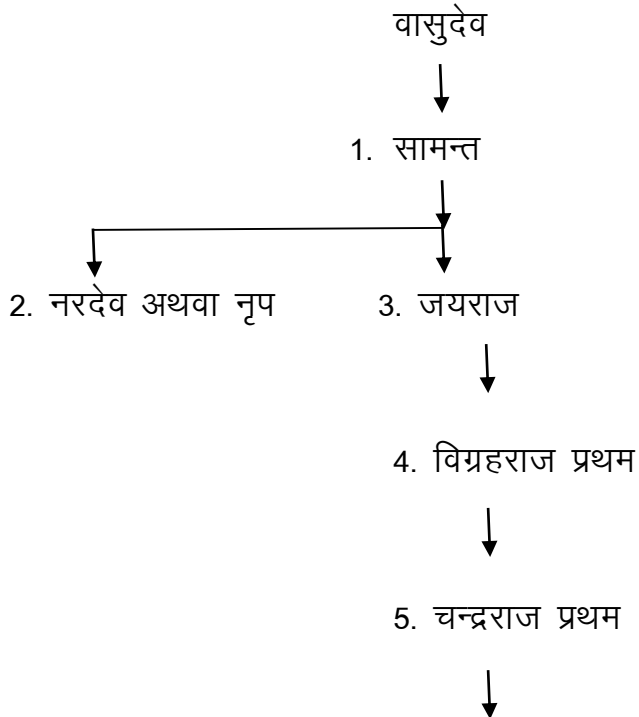 वासुदेव
1. सामन्त
2. नरदेव अथवा नृप 3. जयराज
4. विग्रहराज प्रथम
5. चन्द्रराज प्रथम